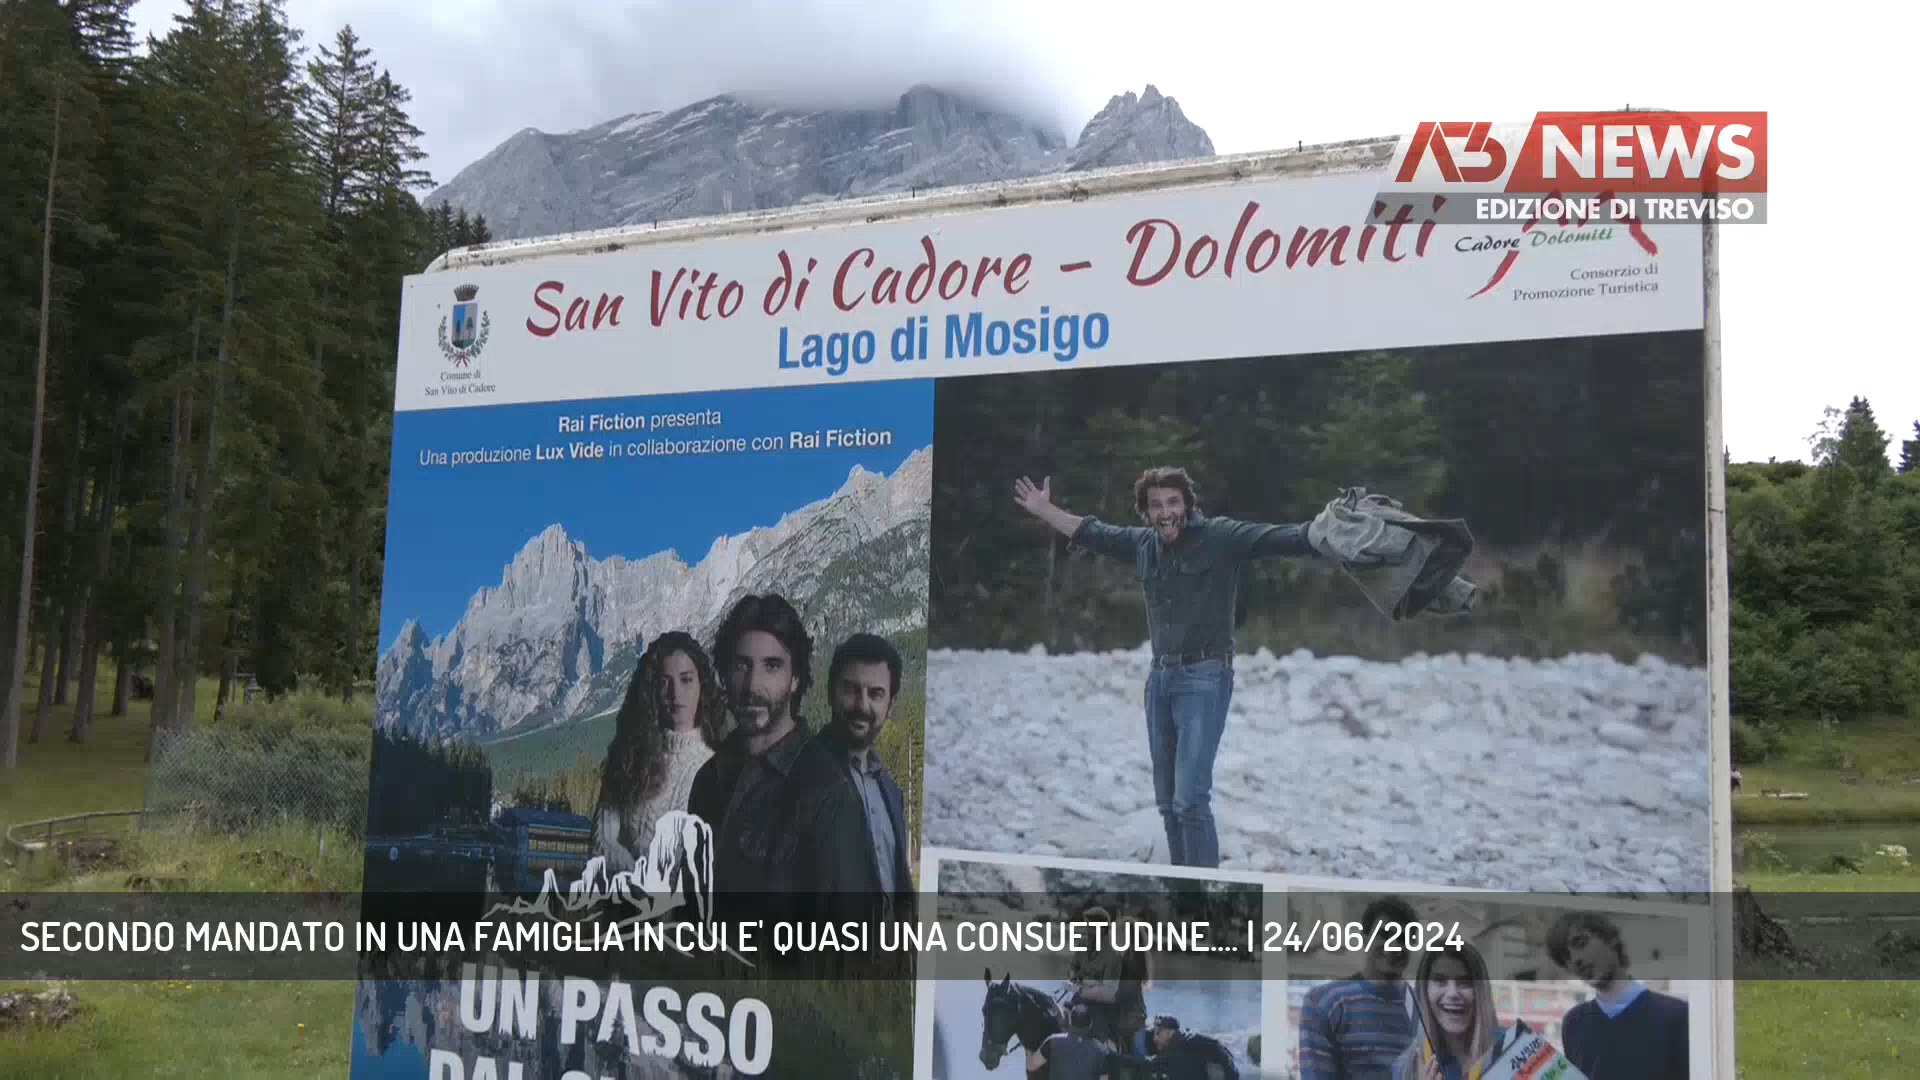 A3 NEWS
EDIZIONE DI TREVISO
San Vito di Cadore - Dolomiti
Lago di Mosigo
Cadore Dolomiti
Consorzio di
Promozione Turistica
Comune di
San Vito di Cadore
Rai Fiction presenta
Una produzione Lux Vide in collaborazione con Rai Fiction
SECONDO MANDATO IN UNA FAMIGLIA IN CUI E' QUASI UNA CONSUETUDINE.... | 24/06/2024
UN PASSO
DAL